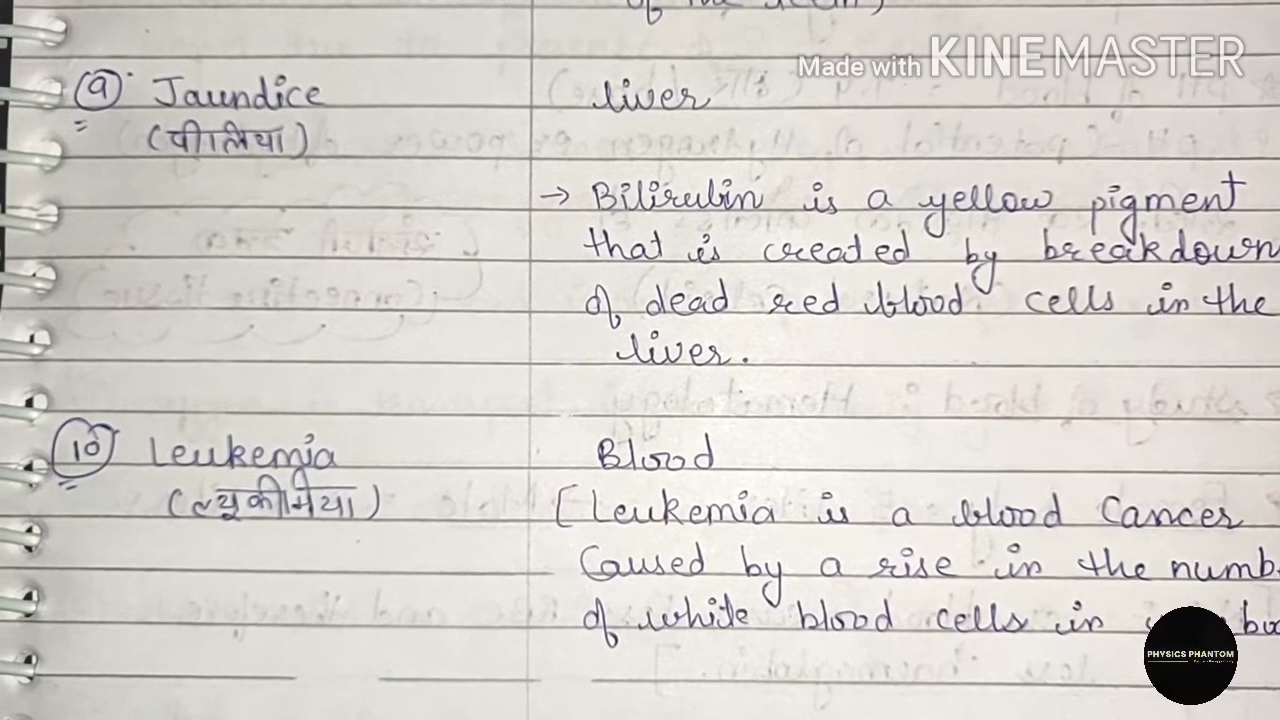 Made with KINEMASTER
9 Jaundice liver
(पीलिया)
→ Bilirubin is a yellow pigment
that is created by breakdown
of dead red blood cells in the
liver.
10 Leukemia Blood
(ल्यूकीमिया)
[Leukemia is a blood Cancer
Caused by a rise in the numb
of white blood cells in
PHYSICS PHANTOM